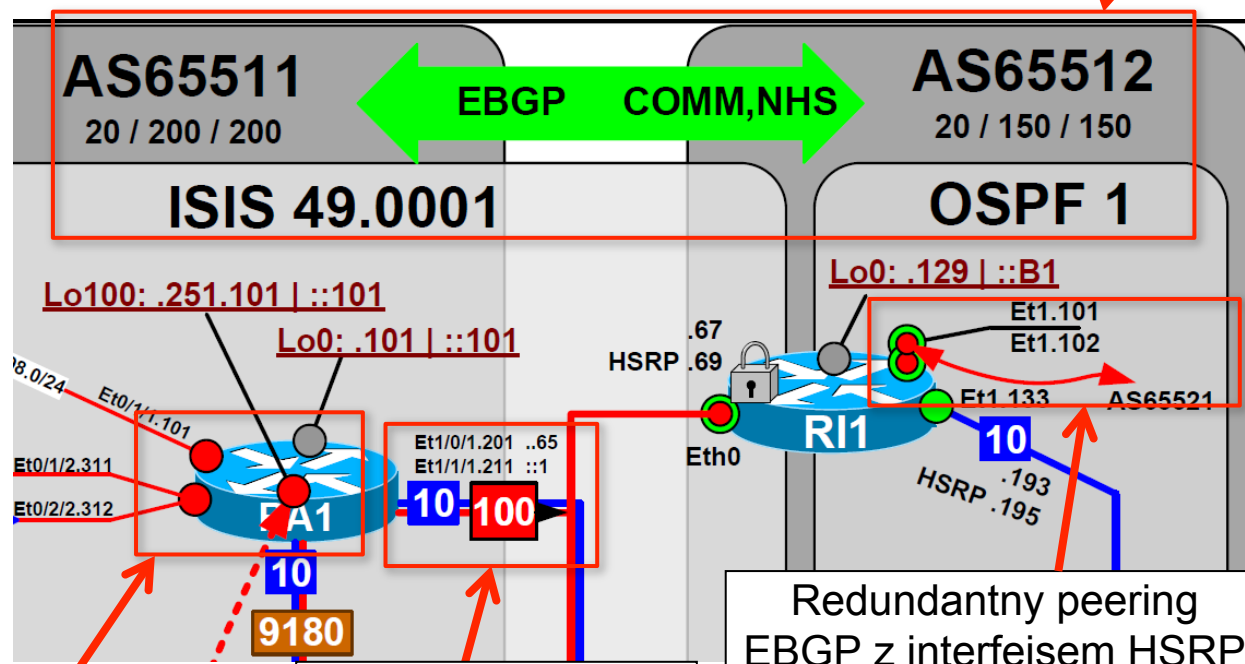 AS65511
20 / 200 / 200
EBGP COMM,NHS
AS65512
20 / 150 / 150
ISIS 49.0001
OSPF 1
Lo100: .251.101 | ::101
Lo0: .101 | ::101
Lo0: .129 | ::B1
Et1.101
Et1.102
AS65521
.67
HSRP .69
Et1.133
RI1
Eth0
10
.193
HSRP .195
98.0/24
Et0/1/1.101
Et0/1/2.311
Et0/2/2.312
Et1/0/1.201 ..65
Et1/1/1.211 ::1
10
100
10
9180
Redundantny peering
EBGP z interfejsem HSRP